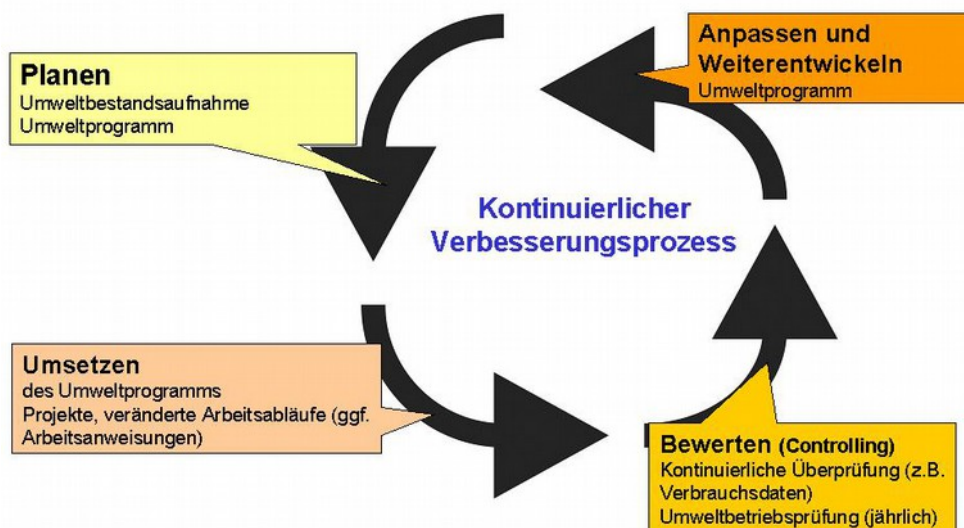 Planen
Umweltbestandsaufnahme
Umweltprogramm
Anpassen und
Weiterentwickeln
Umweltprogramm
Kontinuierlicher
Verbesserungsprozess
Umsetzen
des Umweltprogramms
Projekte, veränderte Arbeitsabläufe (ggf.
Arbeitsanweisungen)
Bewerten (Controlling)
Kontinuierliche Überprüfung (z.B.
Verbrauchsdaten)
Umweltbetriebsprüfung (jährlich)